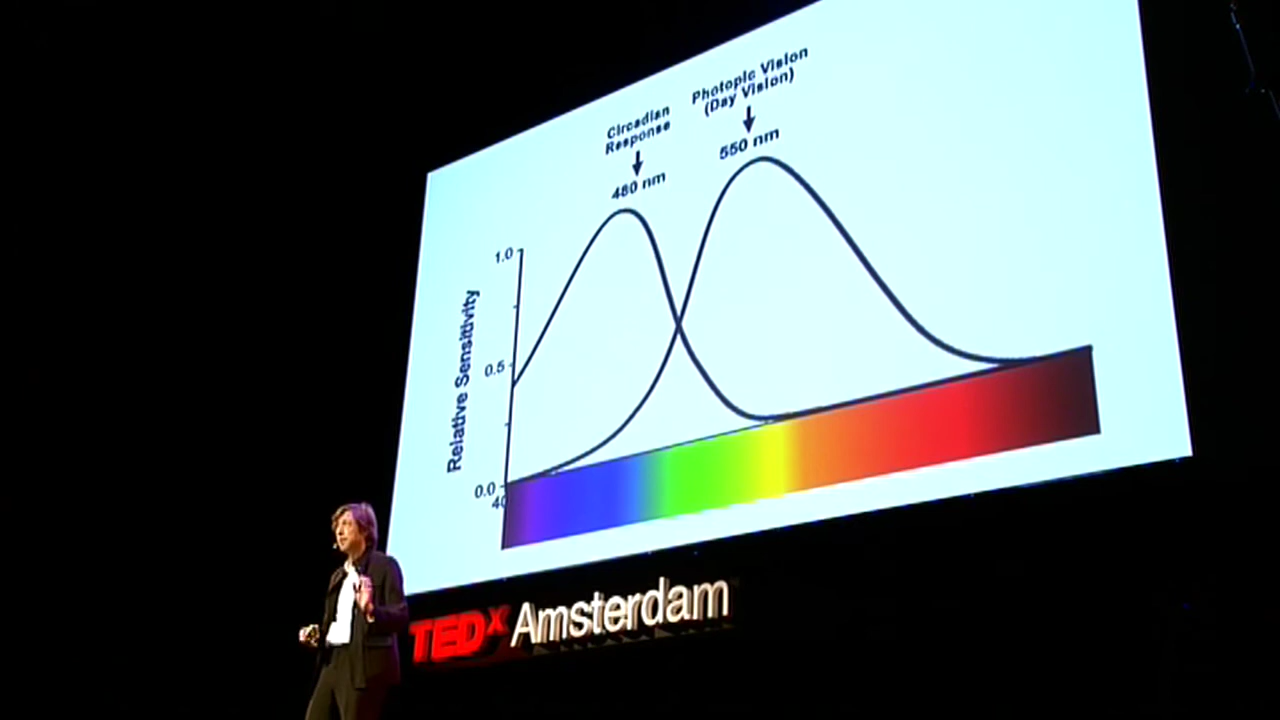 Photopic Vision
(Day Vision)
550 nm
Circadian
Response
480 nm
Relative Sensitivity
1.0
0.5
0.0
40
TEDx Amsterdam